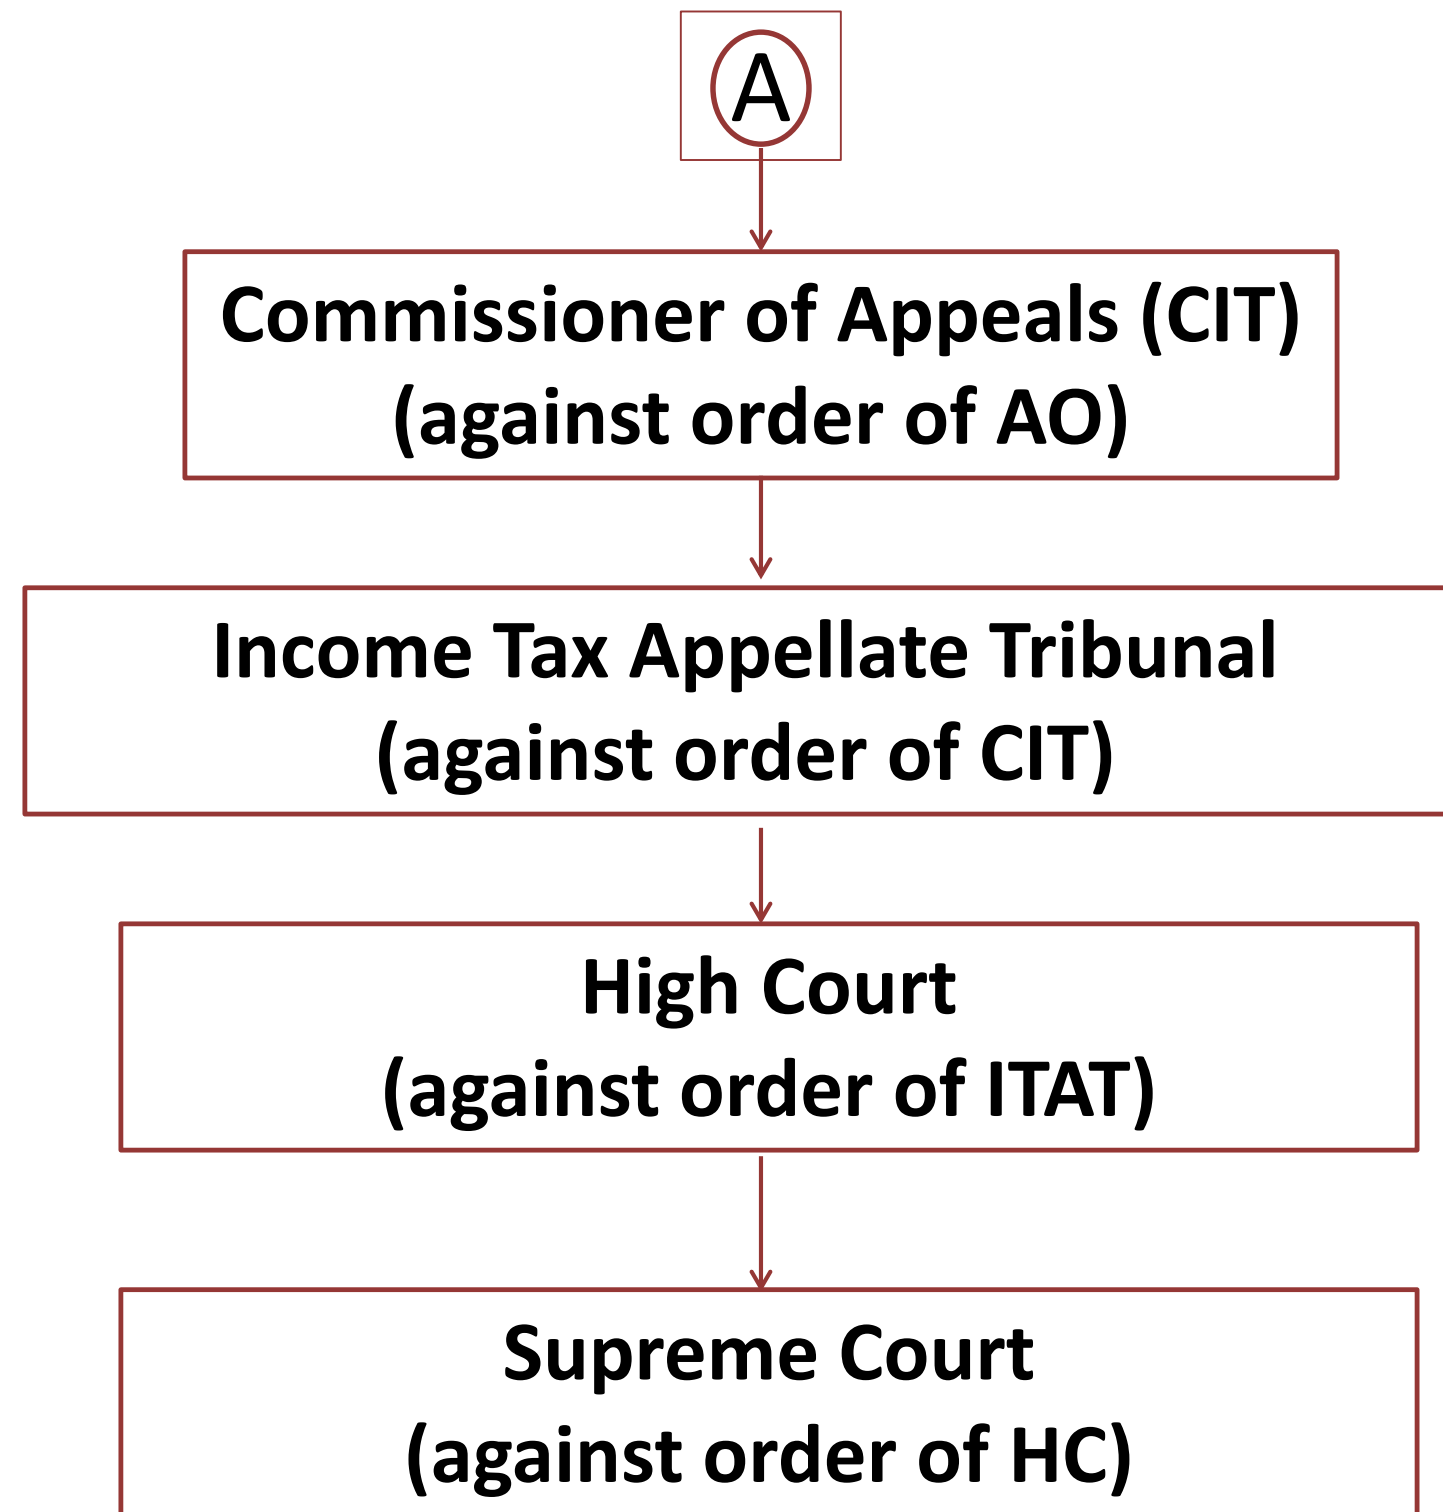 A
Commissioner of Appeals (CIT)
(against order of AO)
Income Tax Appellate Tribunal
(against order of CIT)
High Court
(against order of ITAT)
Supreme Court
(against order of HC)